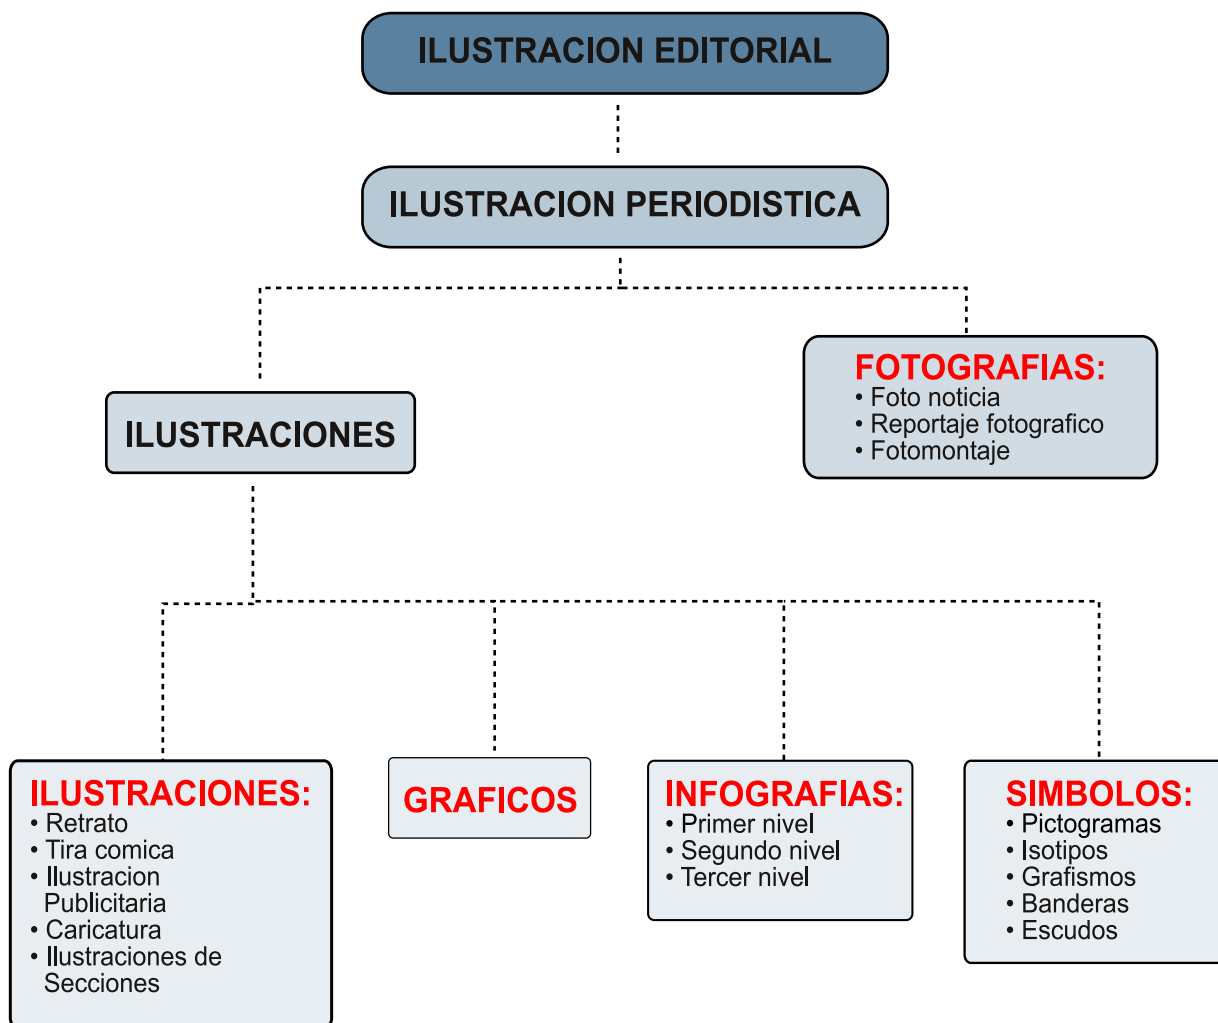 ILUSTRACION EDITORIAL
ILUSTRACION PERIODISTICA
FOTOGRAFIAS:
• Foto noticia
• Reportaje fotografico
• Fotomontaje
ILUSTRACIONES
ILUSTRACIONES:
• Retrato
• Tira comica
• Ilustracion
Publicitaria
• Caricatura
• Ilustraciones de
Secciones
GRAFICOS
INFOGRAFIAS:
• Primer nivel
• Segundo nivel
• Tercer nivel
SIMBOLOS:
• Pictogramas
• Isotipos
• Grafismos
• Banderas
• Escudos